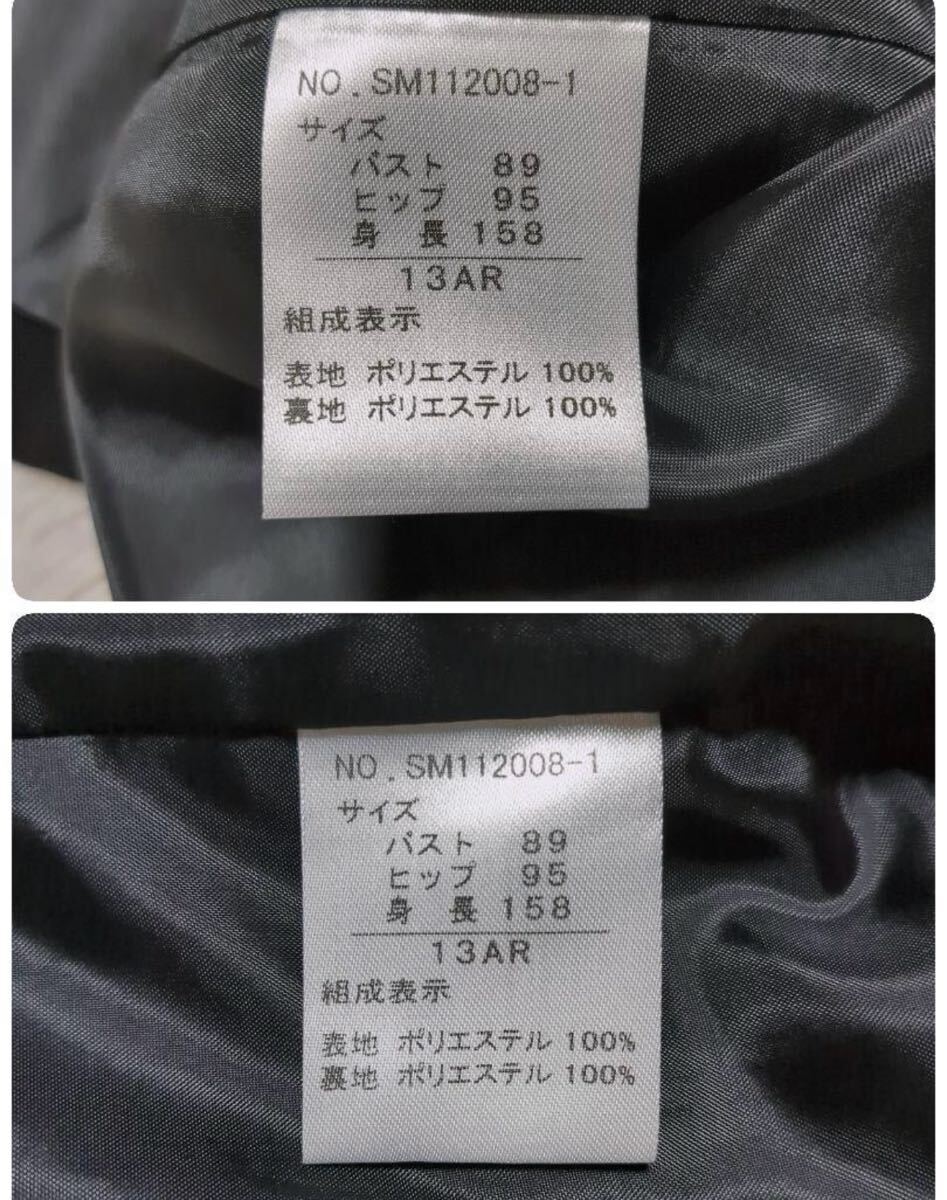 NO.SM112008-1
サイズ
バスト 89
ヒップ 95
身 長 158
13AR
組成表示
表地 ポリエステル 100%
裏地 ポリエステル 100%
NO.SM112008-1
サイズ
バスト 89
ヒップ 95
身 長 158
13AR
組成表示
表地 ポリエステル 100%
裏地 ポリエステル 100%